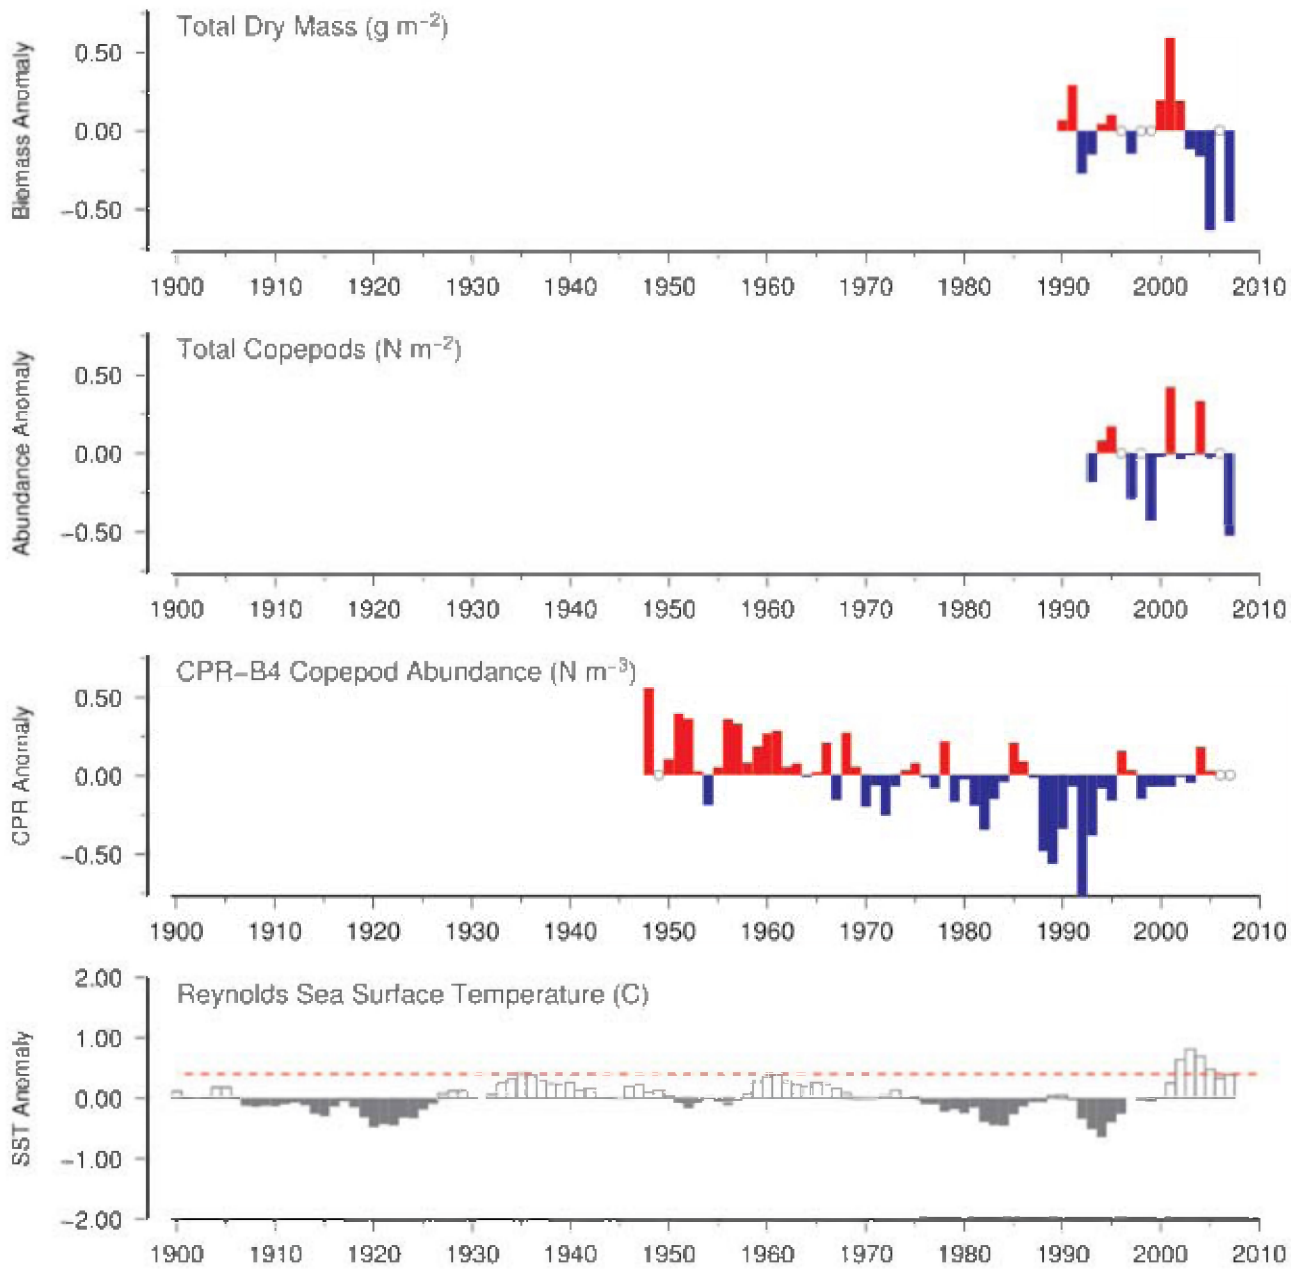 Total Dry Mass (g m⁻²)
Biomass Anomaly
0.50
0.00
−0.50
1900 1910 1920 1930 1940 1950 1960 1970 1980 1990 2000 2010
Total Copepods (N m⁻²)
Abundance Anomaly
0.50
0.00
−0.50
1900 1910 1920 1930 1940 1950 1960 1970 1980 1990 2000 2010
CPR−B4 Copepod Abundance (N m⁻³)
CPR Anomaly
0.50
0.00
−0.50
1900 1910 1920 1930 1940 1950 1960 1970 1980 1990 2000 2010
Reynolds Sea Surface Temperature (C)
SST Anomaly
2.00
1.00
0.00
−1.00
−2.00
1900 1910 1920 1930 1940 1950 1960 1970 1980 1990 2000 2010